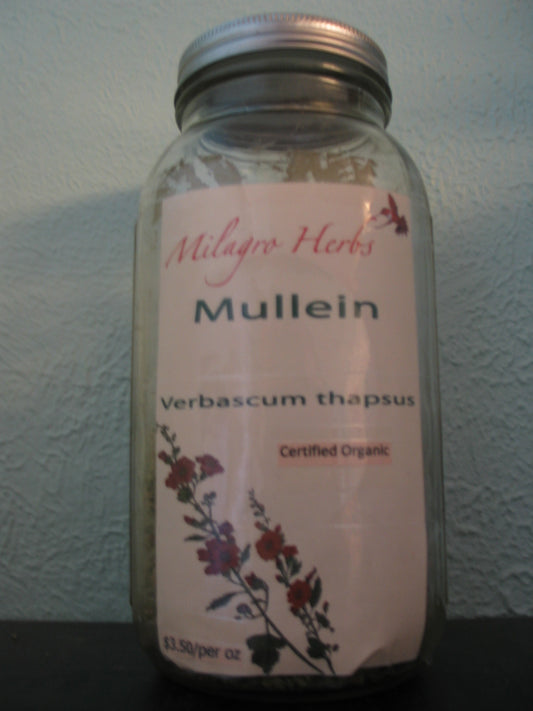 Milagro Herbs
Mullein
Verbascum thapsus
Certified Organic
$3.50/per oz